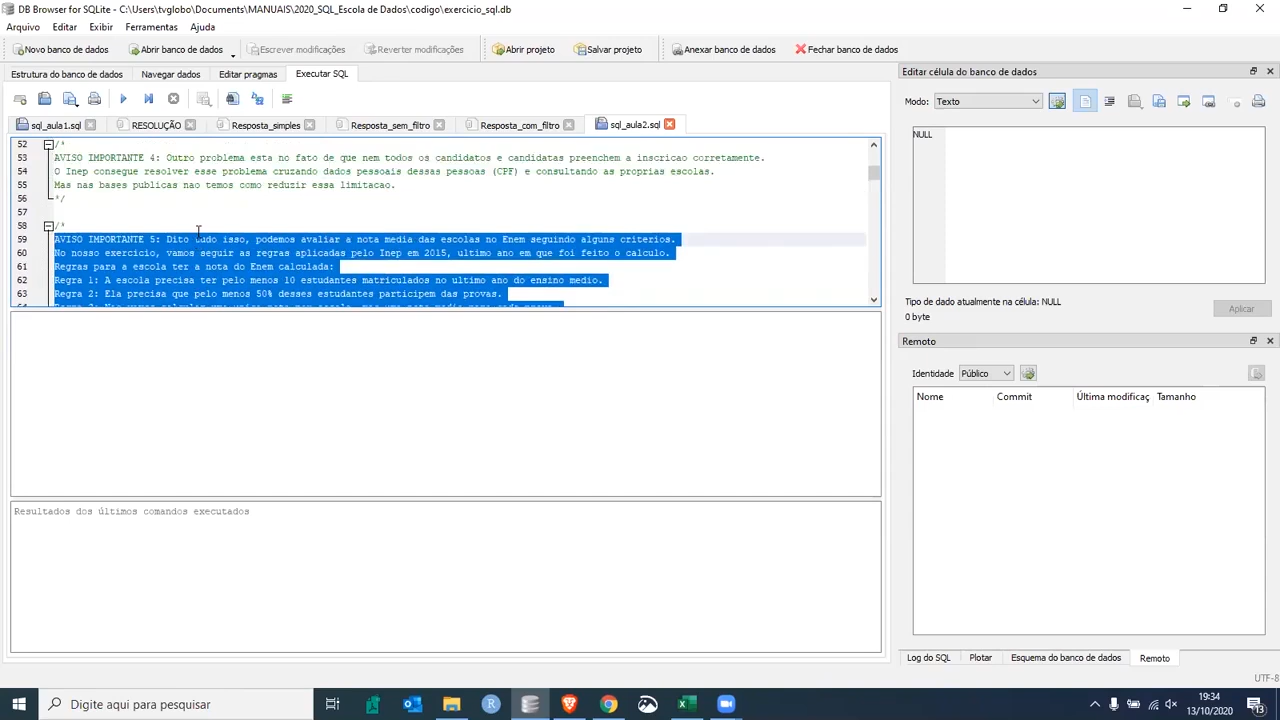 DB Browser for SQLite - C:\Users\tvglobo\Documents\MANUAIS\2020_SQL_Escola de Dados\codigo\exercicio_sql.db
Arquivo Editar Exibir Ferramentas Ajuda
Novo banco de dados Abrir banco de dados Escrever modificações Reverter modificações Abrir projeto Salvar projeto Anexar banco de dados Fechar banco de dados
Estrutura do banco de dados Navegar dados Editar pragmas Executar SQL
sql_aula1.sql RESOLUÇÃO Resposta_simples Resposta_sem_filtro Resposta_com_filtro sql_aula2.sql
52 /*
53 AVISO IMPORTANTE 4: Outro problema esta no fato de que nem todos os candidatos e candidatas preenchem a inscricao corretamente.
54 O Inep consegue resolver esse problema cruzando dados pessoais dessas pessoas (CPF) e consultando as proprias escolas.
55 Mas nas bases publicas nao temos como reduzir essa limitacao.
56 */
57
58 /*
59 AVISO IMPORTANTE 5: Dito tudo isso, podemos avaliar a nota media das escolas no Enem seguindo alguns criterios.
60 No nosso exercicio, vamos seguir as regras aplicadas pelo Inep em 2015, ultimo ano em que foi feito o calculo.
61 Regras para a escola ter a nota do Enem calculada:
62 Regra 1: A escola precisa ter pelo menos 10 estudantes matriculados no ultimo ano do ensino medio.
63 Regra 2: Ela precisa que pelo menos 50% desses estudantes participem das provas.
Resultados dos últimos comandos executados
Editar célula do banco de dados
Modo: Texto
NULL
Tipo de dado atualmente na célula: NULL
0 byte
Aplicar
Remoto
Identidade Público
Nome Commit Última modificaç Tamanho
Log do SQL Plotar Esquema do banco de dados Remoto
UTF-8
Digite aqui para pesquisar
19:34
13/10/2020